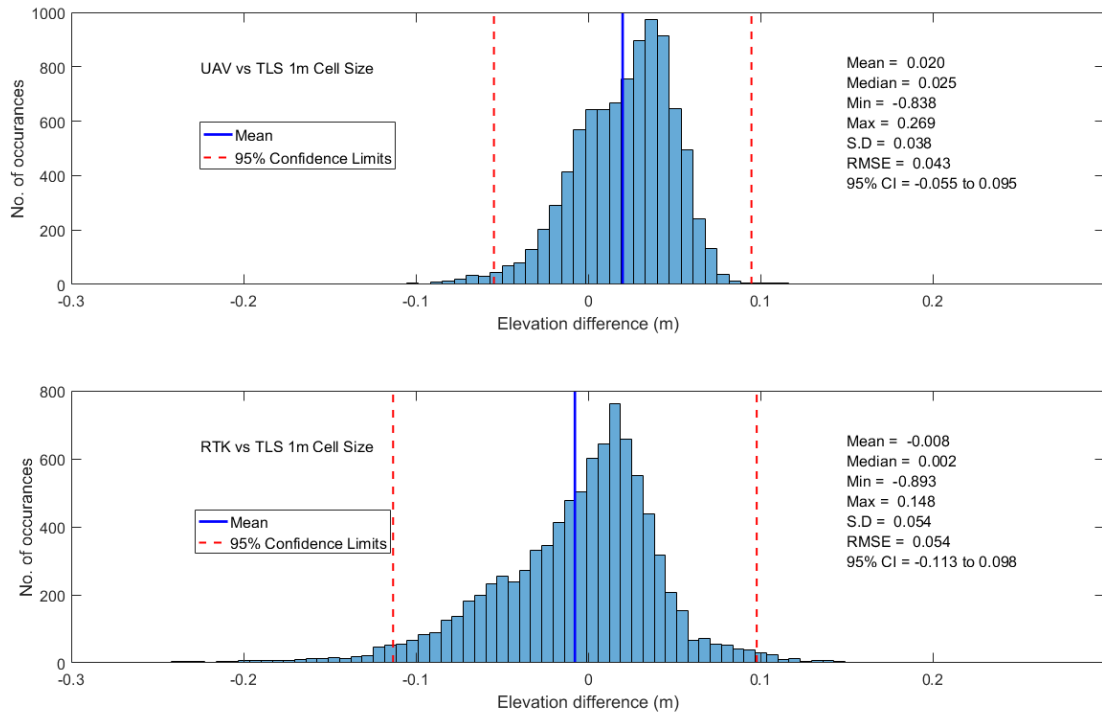 1000
800
600
400
200
0
No. of occurances
UAV vs TLS 1m Cell Size
Mean
95% Confidence Limits
Mean = 0.020
Median = 0.025
Min = -0.838
Max = 0.269
S.D = 0.038
RMSE = 0.043
95% CI = -0.055 to 0.095
-0.3 -0.2 -0.1 0 0.1 0.2
Elevation difference (m)
800
600
400
200
0
No. of occurances
RTK vs TLS 1m Cell Size
Mean
95% Confidence Limits
Mean = -0.008
Median = 0.002
Min = -0.893
Max = 0.148
S.D = 0.054
RMSE = 0.054
95% CI = -0.113 to 0.098
-0.3 -0.2 -0.1 0 0.1 0.2
Elevation difference (m)